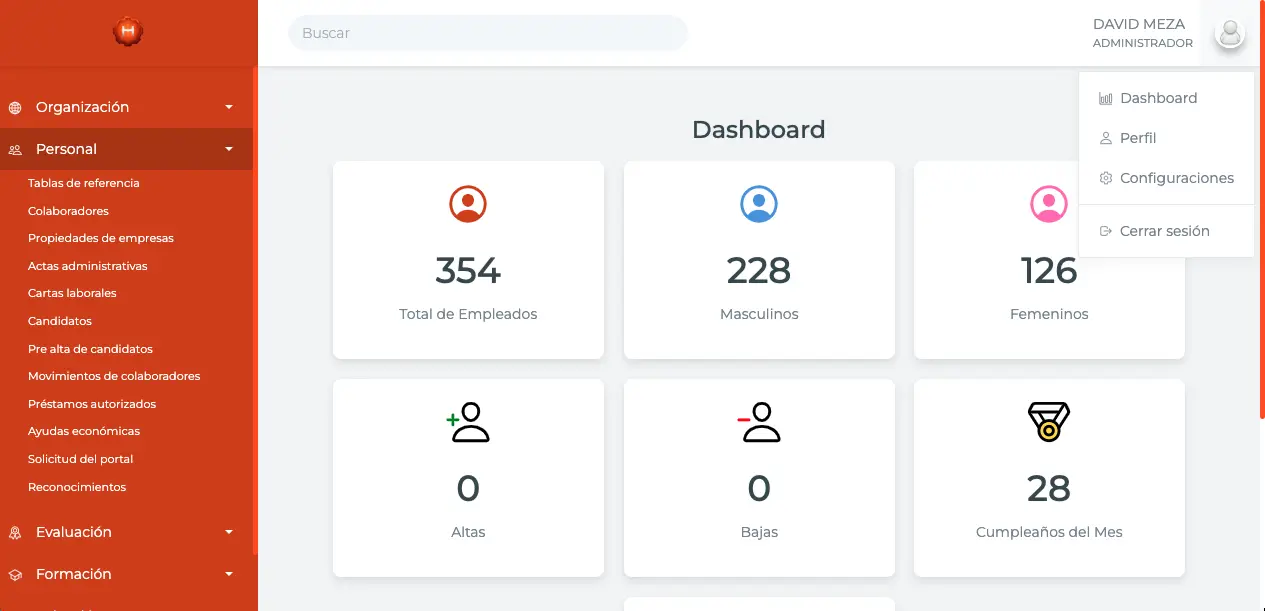 Buscar
DAVID MEZA
ADMINISTRADOR
Organización
Personal
Tablas de referencia
Colaboradores
Propiedades de empresas
Actas administrativas
Cartas laborales
Candidatos
Pre alta de candidatos
Movimientos de colaboradores
Préstamos autorizados
Ayudas económicas
Solicitud del portal
Reconocimientos
Evaluación
Formación
Dashboard
Perfil
Configuraciones
Cerrar sesión
Dashboard
354
Total de Empleados
228
Masculinos
126
Femeninos
0
Altas
0
Bajas
28
Cumpleaños del Mes